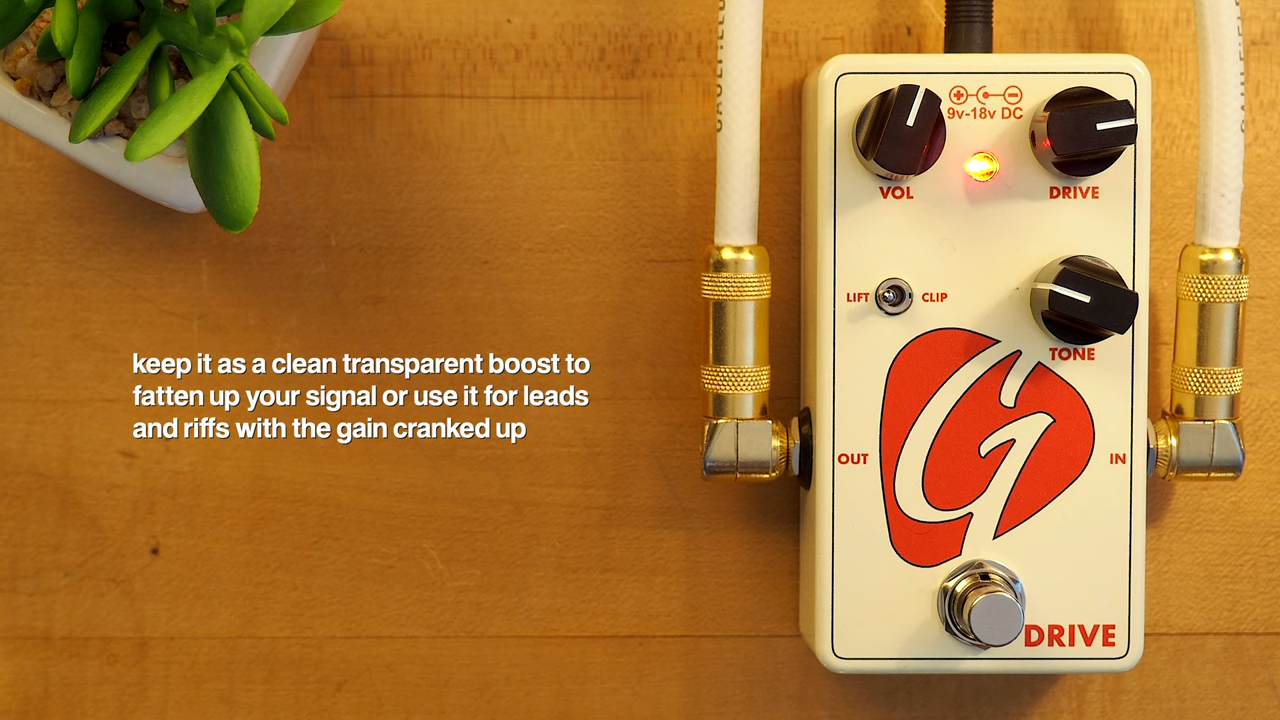 keep it as a clean transparent boost to
fatten up your signal or use it for leads
and riffs with the gain cranked up
9v-18v DC
VOL
DRIVE
LIFT
CLIP
TONE
OUT
IN
G
DRIVE